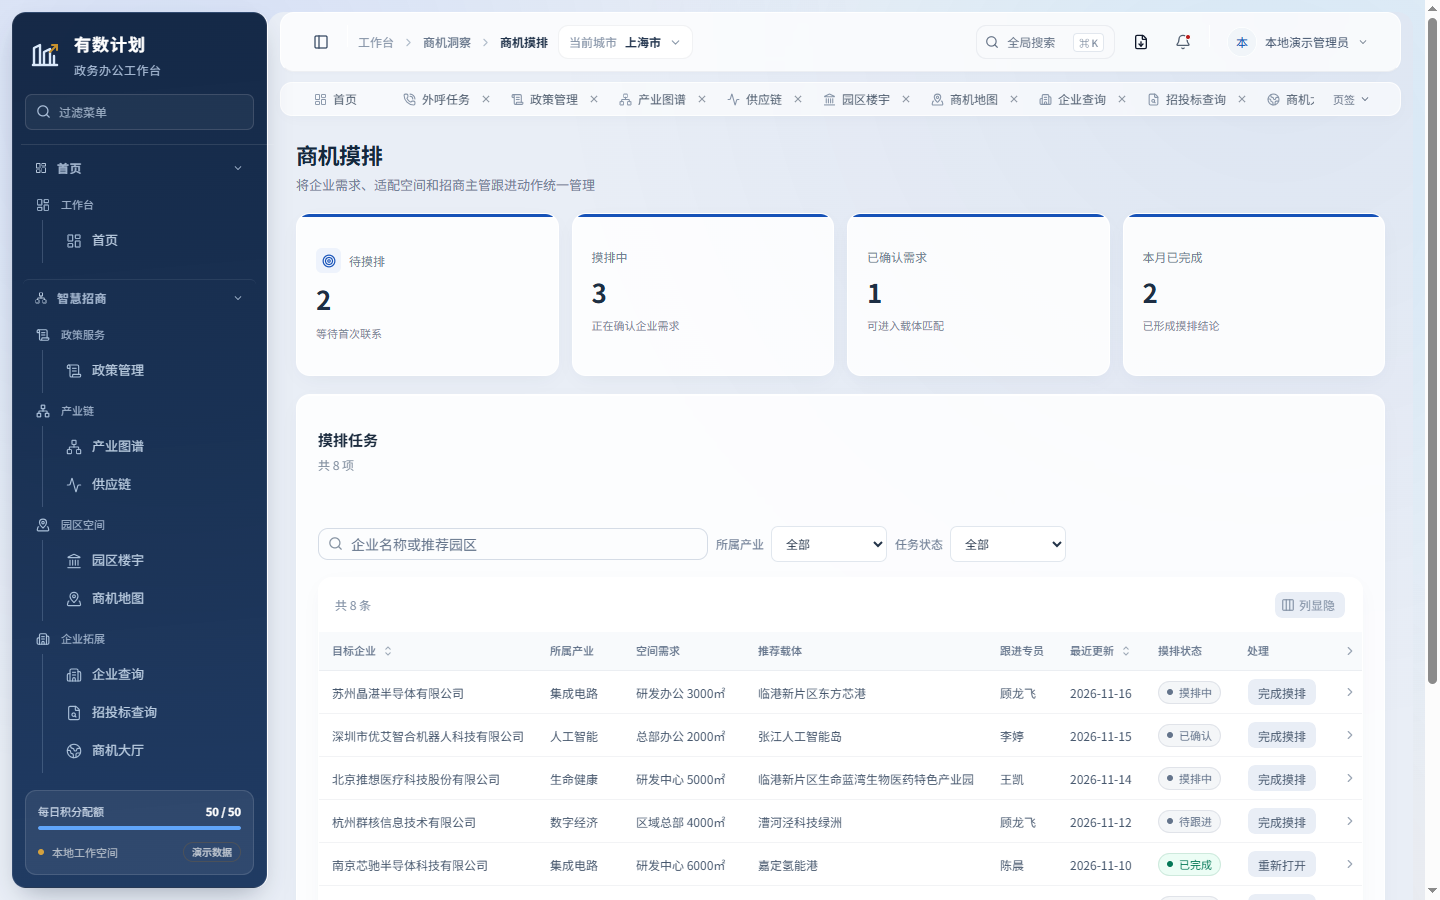 有数计划
政务办公工作台
过滤菜单
首页
工作台
首页
智慧招商
政策服务
政策管理
产业链
产业图谱
供应链
园区空间
园区楼宇
商机地图
企业拓展
企业查询
招投标查询
商机大厅
每日积分配额 50 / 50
本地工作空间 演示数据
工作台 商机洞察 商机摸排 当前城市 上海市 全局搜索 ⌘K 本 本地演示管理员
首页 外呼任务 政策管理 产业图谱 供应链 园区楼宇 商机地图 企业查询 招投标查询 商机 页签
商机摸排
将企业需求、适配空间和招商主管跟进动作统一管理
待摸排
2
等待首次联系
摸排中
3
正在确认企业需求
已确认需求
1
可进入载体匹配
本月已完成
2
已形成摸排结论
摸排任务
共 8 项
企业名称或推荐园区 所属产业 全部 任务状态 全部
共 8 条 列显隐
目标企业 所属产业 空间需求 推荐载体 跟进专员 最近更新 摸排状态 处理
苏州晶湛半导体有限公司 集成电路 研发办公 3000㎡ 临港新片区东方芯港 顾龙飞 2026-11-16 摸排中 完成摸排
深圳市优艾智合机器人科技有限公司 人工智能 总部办公 2000㎡ 张江人工智能岛 李婷 2026-11-15 已确认 完成摸排
北京推想医疗科技股份有限公司 生命健康 研发中心 5000㎡ 临港新片区生命蓝湾生物医药特色产业园 王凯 2026-11-14 摸排中 完成摸排
杭州群核信息技术有限公司 数字经济 区域总部 4000㎡ 漕河泾科技绿洲 顾龙飞 2026-11-12 待跟进 完成摸排
南京芯驰半导体科技有限公司 集成电路 研发中心 6000㎡ 嘉定氢能港 陈晨 2026-11-10 已完成 重新打开